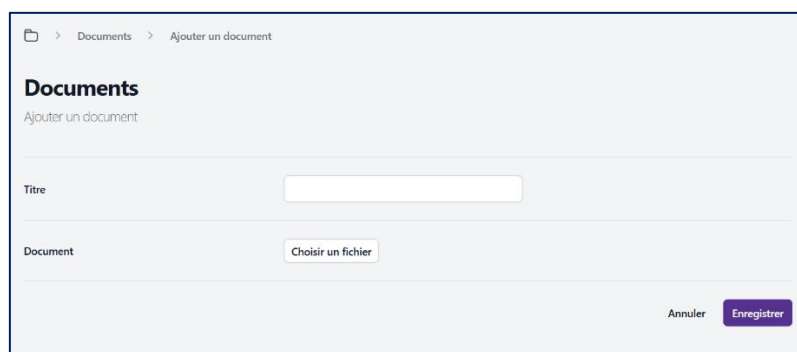 Documents > Ajouter un document
Documents
Ajouter un document
Titre
Document
Choisir un fichier
Annuler
Enregistrer